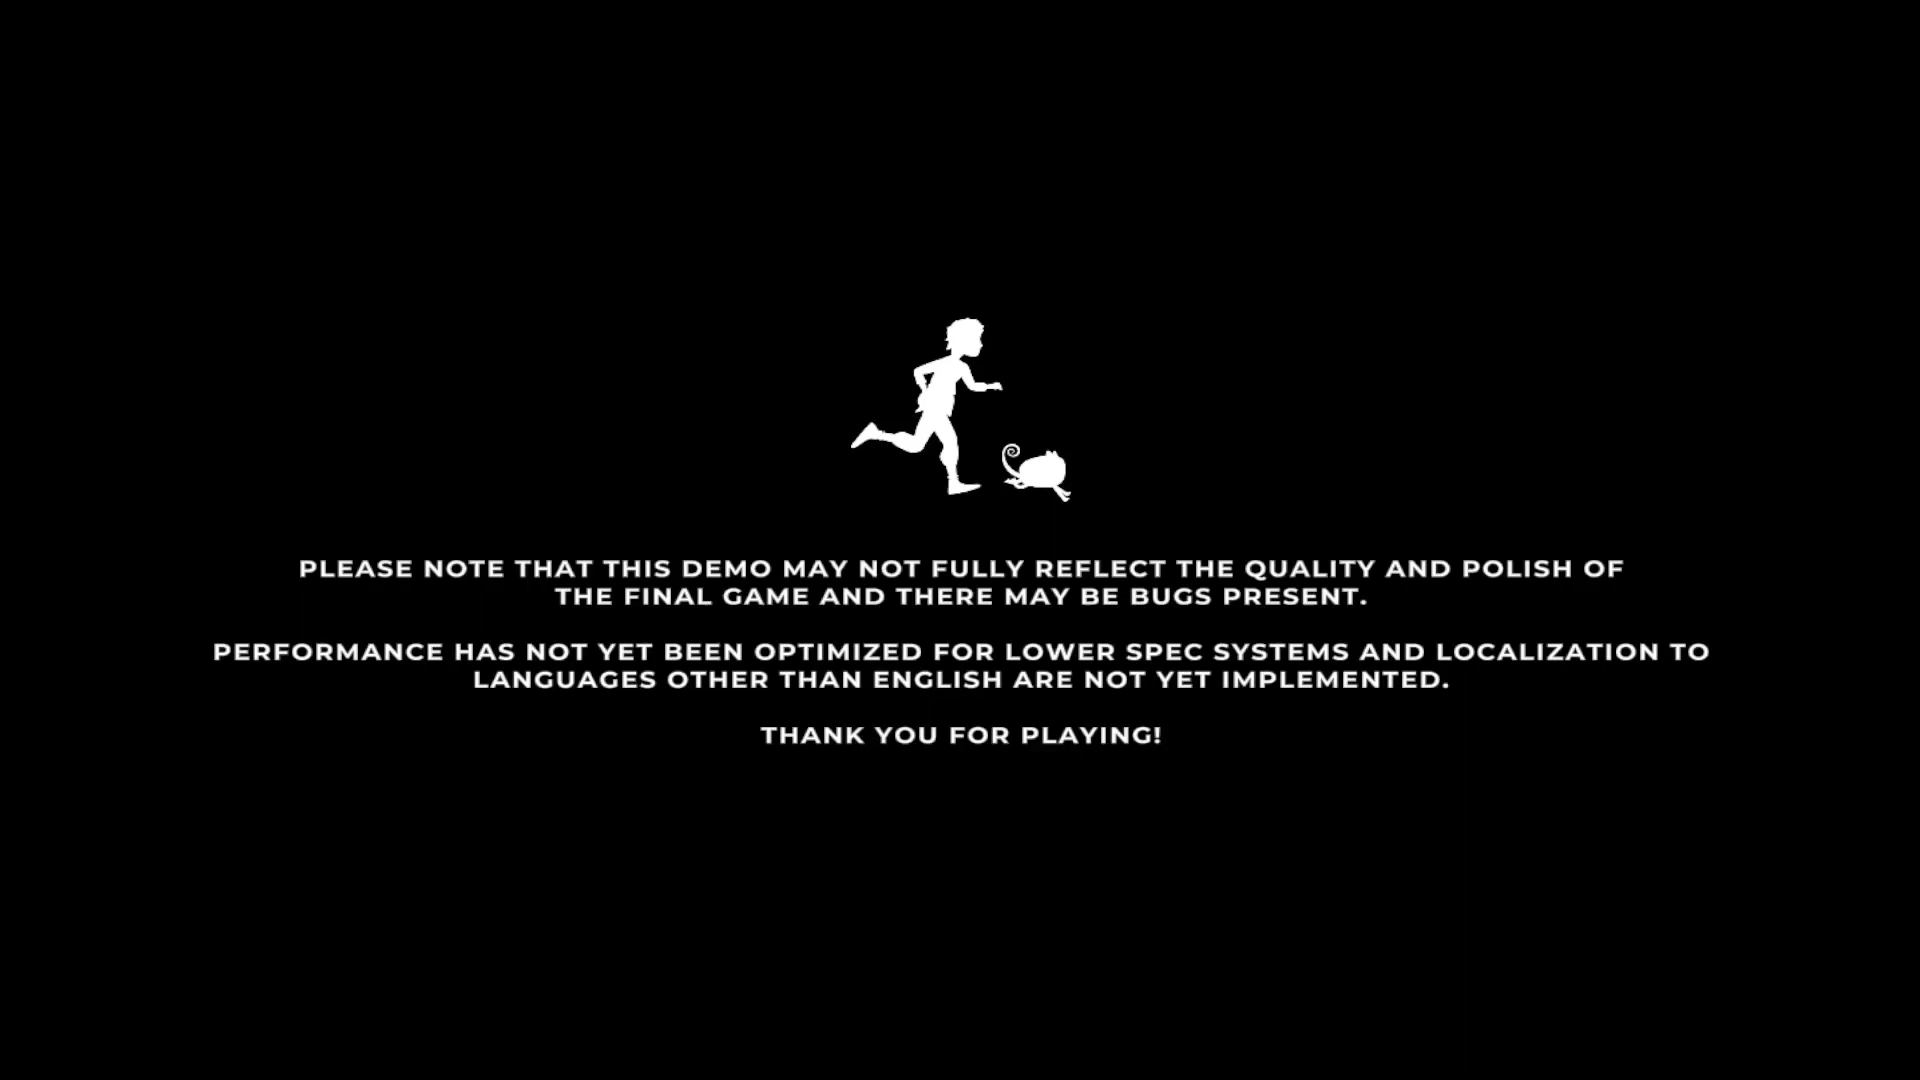 PLEASE NOTE THAT THIS DEMO MAY NOT FULLY REFLECT THE QUALITY AND POLISH OF
THE FINAL GAME AND THERE MAY BE BUGS PRESENT.
PERFORMANCE HAS NOT YET BEEN OPTIMIZED FOR LOWER SPEC SYSTEMS AND LOCALIZATION TO
LANGUAGES OTHER THAN ENGLISH ARE NOT YET IMPLEMENTED.
THANK YOU FOR PLAYING!